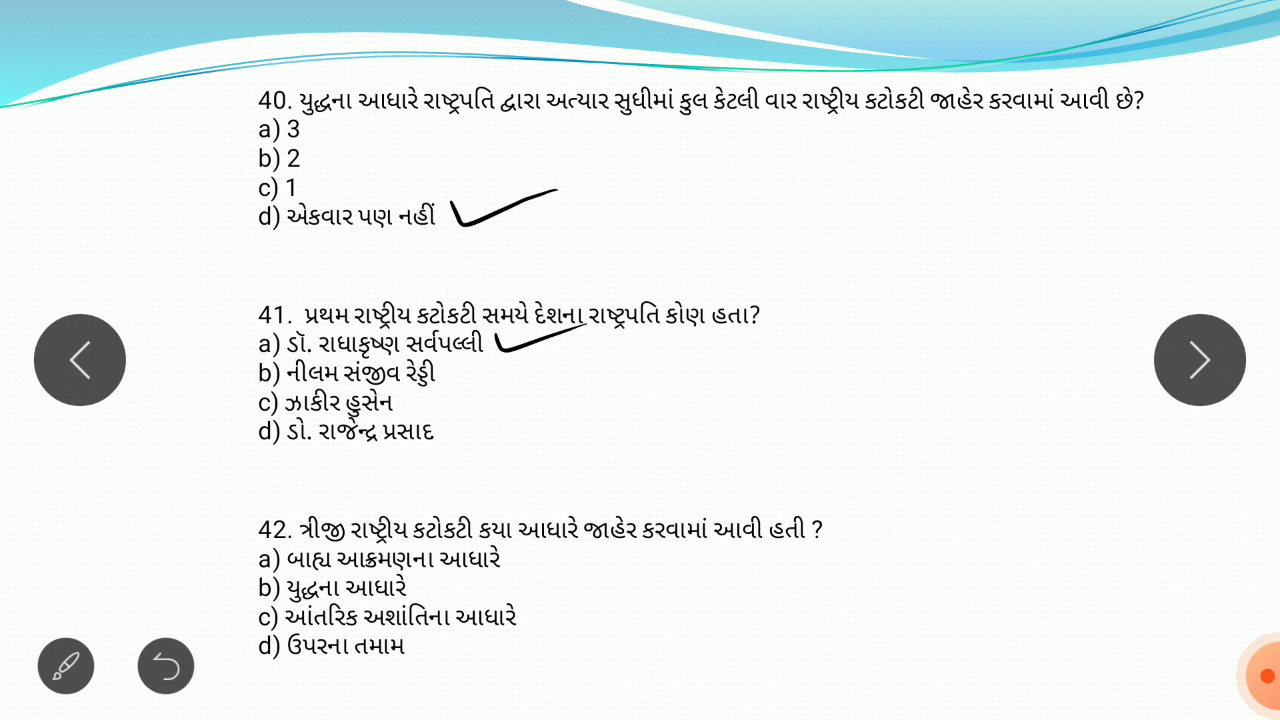 40. યુદ્ધના આધારે રાષ્ટ્રપતિ દ્વારા અત્યાર સુધીમાં કુલ કેટલી વાર રાષ્ટ્રીય કટોકટી જાહેર કરવામાં આવી છે?
a) 3
b) 2
c) 1
d) એકવાર પણ નહીં
41. પ્રથમ રાષ્ટ્રીય કટોકટી સમયે દેશના રાષ્ટ્રપતિ કોણ હતા?
a) ડૉ. રાધાકૃષ્ણ સર્વપલ્લી
b) નીલમ સંજીવ રેડ્ડી
c) ઝાકીર હુસેન
d) ડો. રાજેન્દ્ર પ્રસાદ
42. ત્રીજી રાષ્ટ્રીય કટોકટી કયા આધારે જાહેર કરવામાં આવી હતી ?
a) બાહ્ય આક્રમણના આધારે
b) યુદ્ધના આધારે
c) આંતરિક અશાંતિના આધારે
d) ઉપરના તમામ